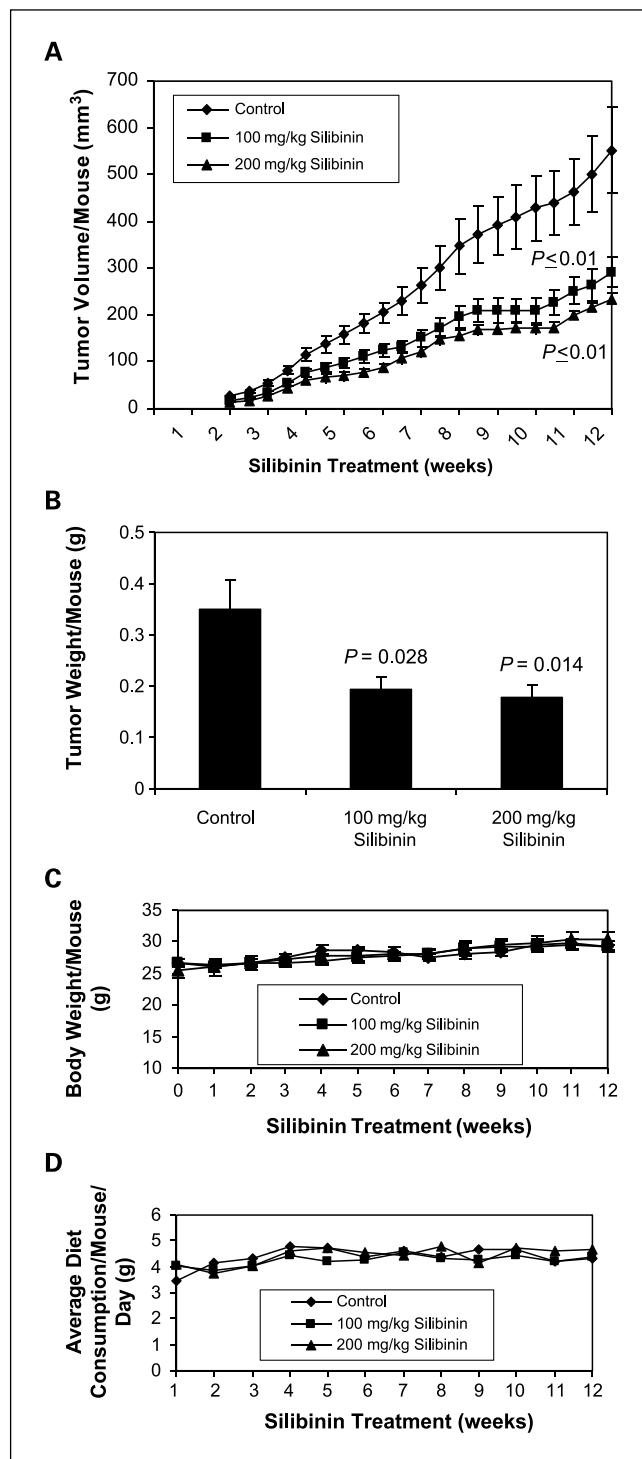 A
Tumor Volume/Mouse (mm³)
700
600
500
400
300
200
100
0
Control
100 mg/kg Silibinin
200 mg/kg Silibinin
P≤0.01
P≤0.01
1 2 3 4 5 6 7 8 9 10 11 12
Silibinin Treatment (weeks)
B
Tumor Weight/Mouse (g)
0.5
0.4
0.3
0.2
0.1
0
P = 0.028
P = 0.014
Control
100 mg/kg
Silibinin
200 mg/kg
Silibinin
C
Body Weight/Mouse
(g)
35
30
25
20
15
10
Control
100 mg/kg Silibinin
200 mg/kg Silibinin
0 1 2 3 4 5 6 7 8 9 10 11 12
Silibinin Treatment (weeks)
D
Average Diet
Consumption/Mouse/
Day (g)
6
5
4
3
2
1
0
Control
100 mg/kg Silibinin
200 mg/kg Silibinin
1 2 3 4 5 6 7 8 9 10 11 12
Silibinin Treatment (weeks)